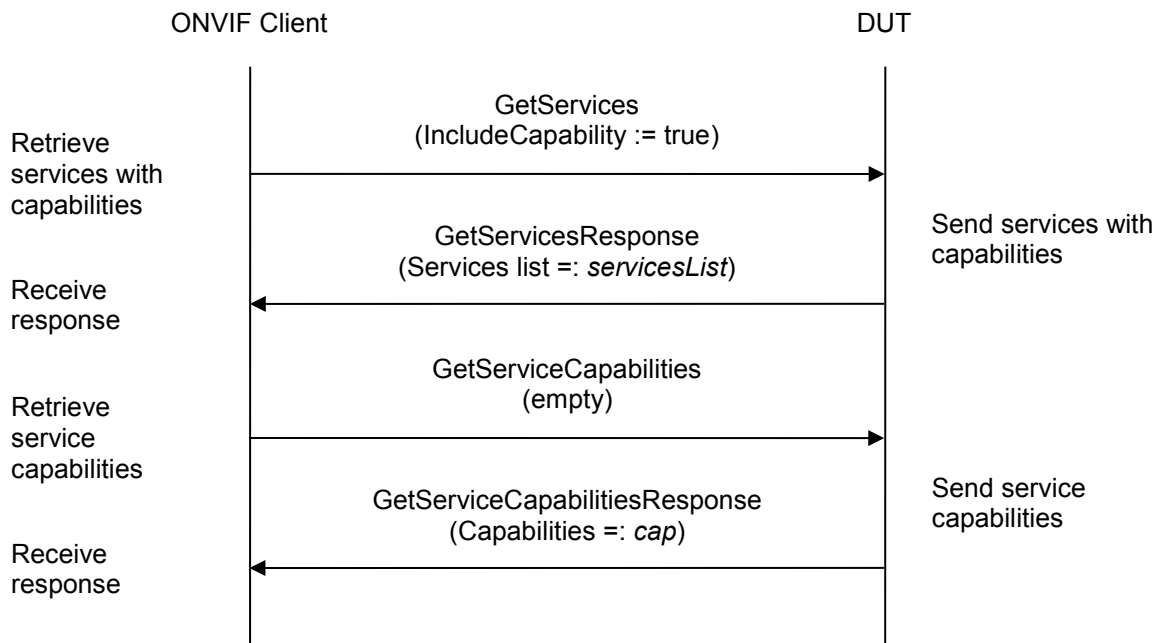 ONVIF Client
DUT
GetServices
(IncludeCapability := true)
Retrieve
services with
capabilities
Send services with
capabilities
GetServicesResponse
(Services list =: servicesList)
Receive
response
GetServiceCapabilities
(empty)
Retrieve
service
capabilities
Send service
capabilities
GetServiceCapabilitiesResponse
(Capabilities =: cap)
Receive
response